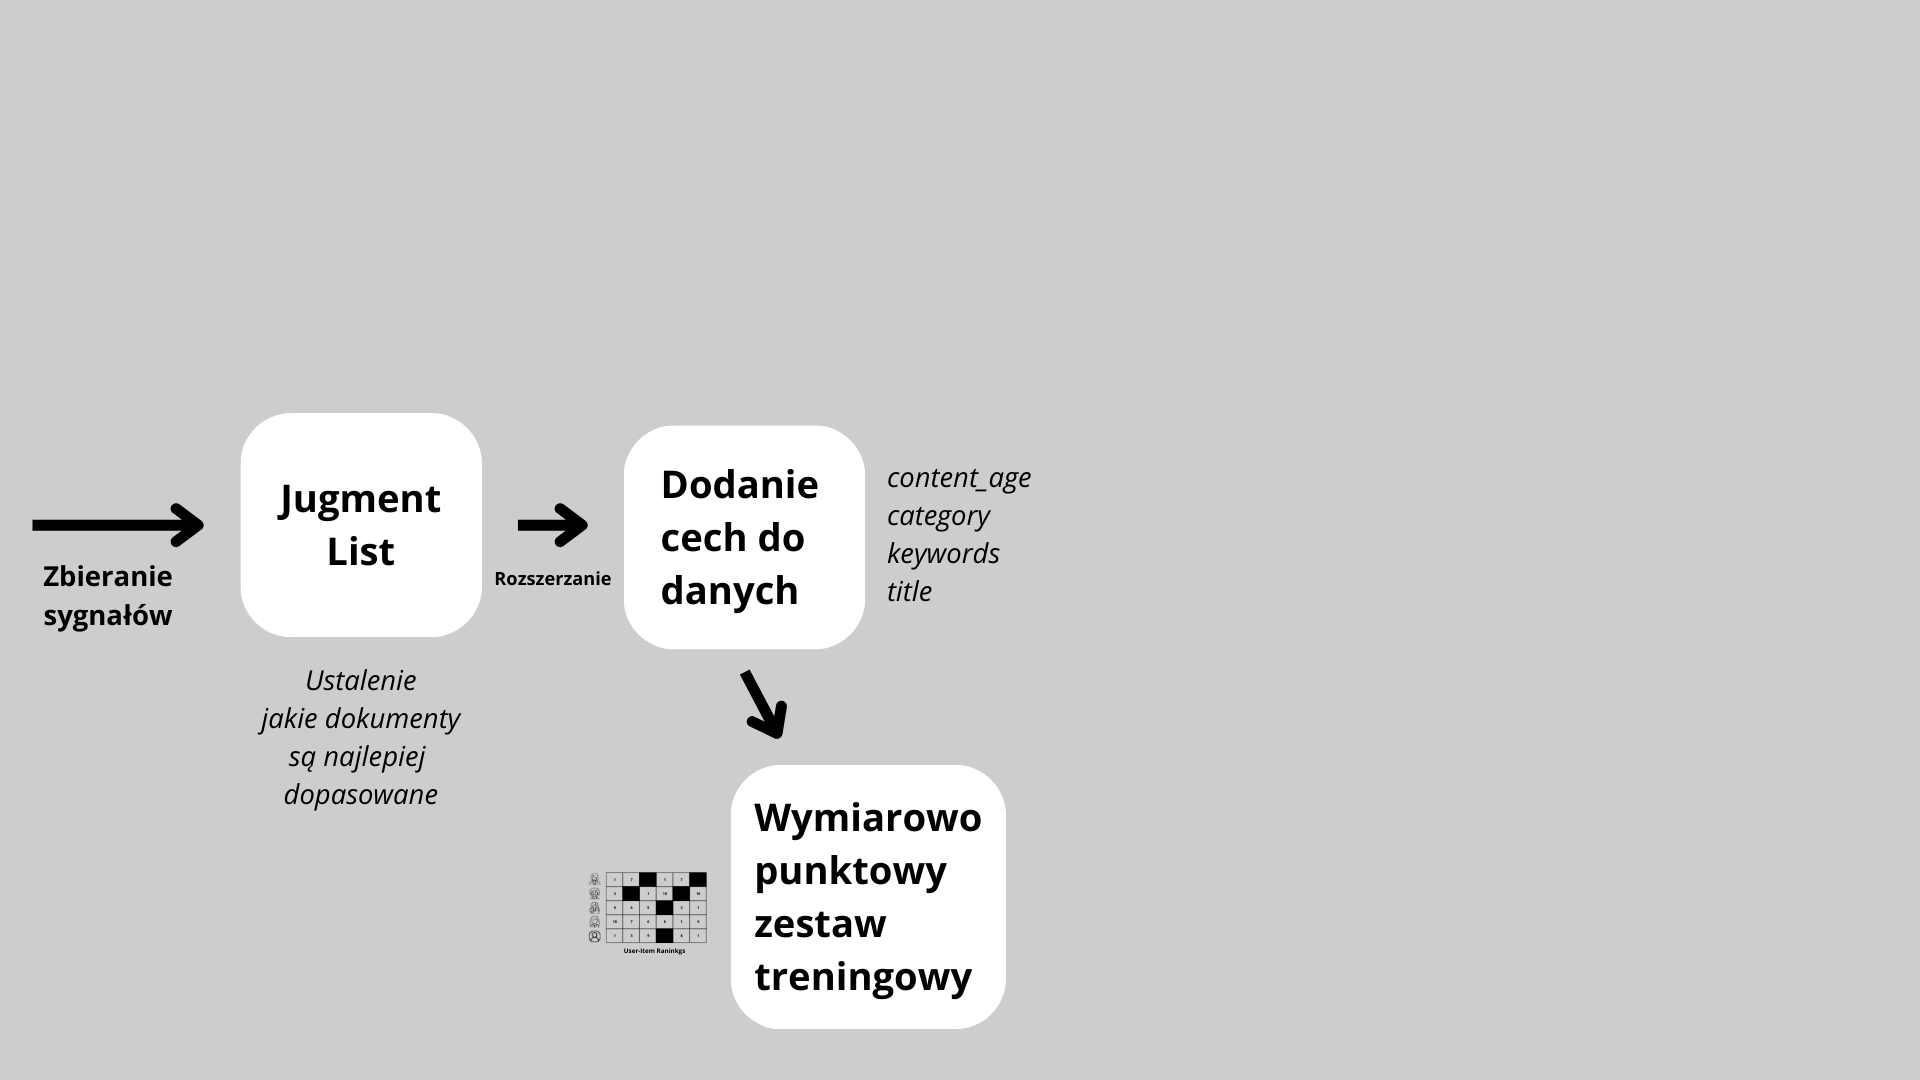 Zbieranie
sygnałów
Jugment
List
Ustalenie
jakie dokumenty
są najlepiej
dopasowane
Rozszerzanie
Dodanie
cech do
danych
content_age
category
keywords
title
Wymiarowo
punktowy
zestaw
treningowy
User-Item Raninkgs